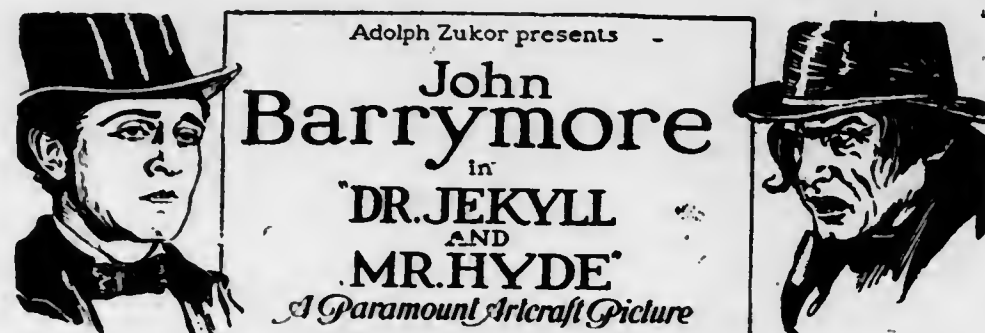 Adolph Zukor presents
John
Barrymore
in
"DR. JEKYLL
AND
MR. HYDE"
A Paramount Artcraft Picture